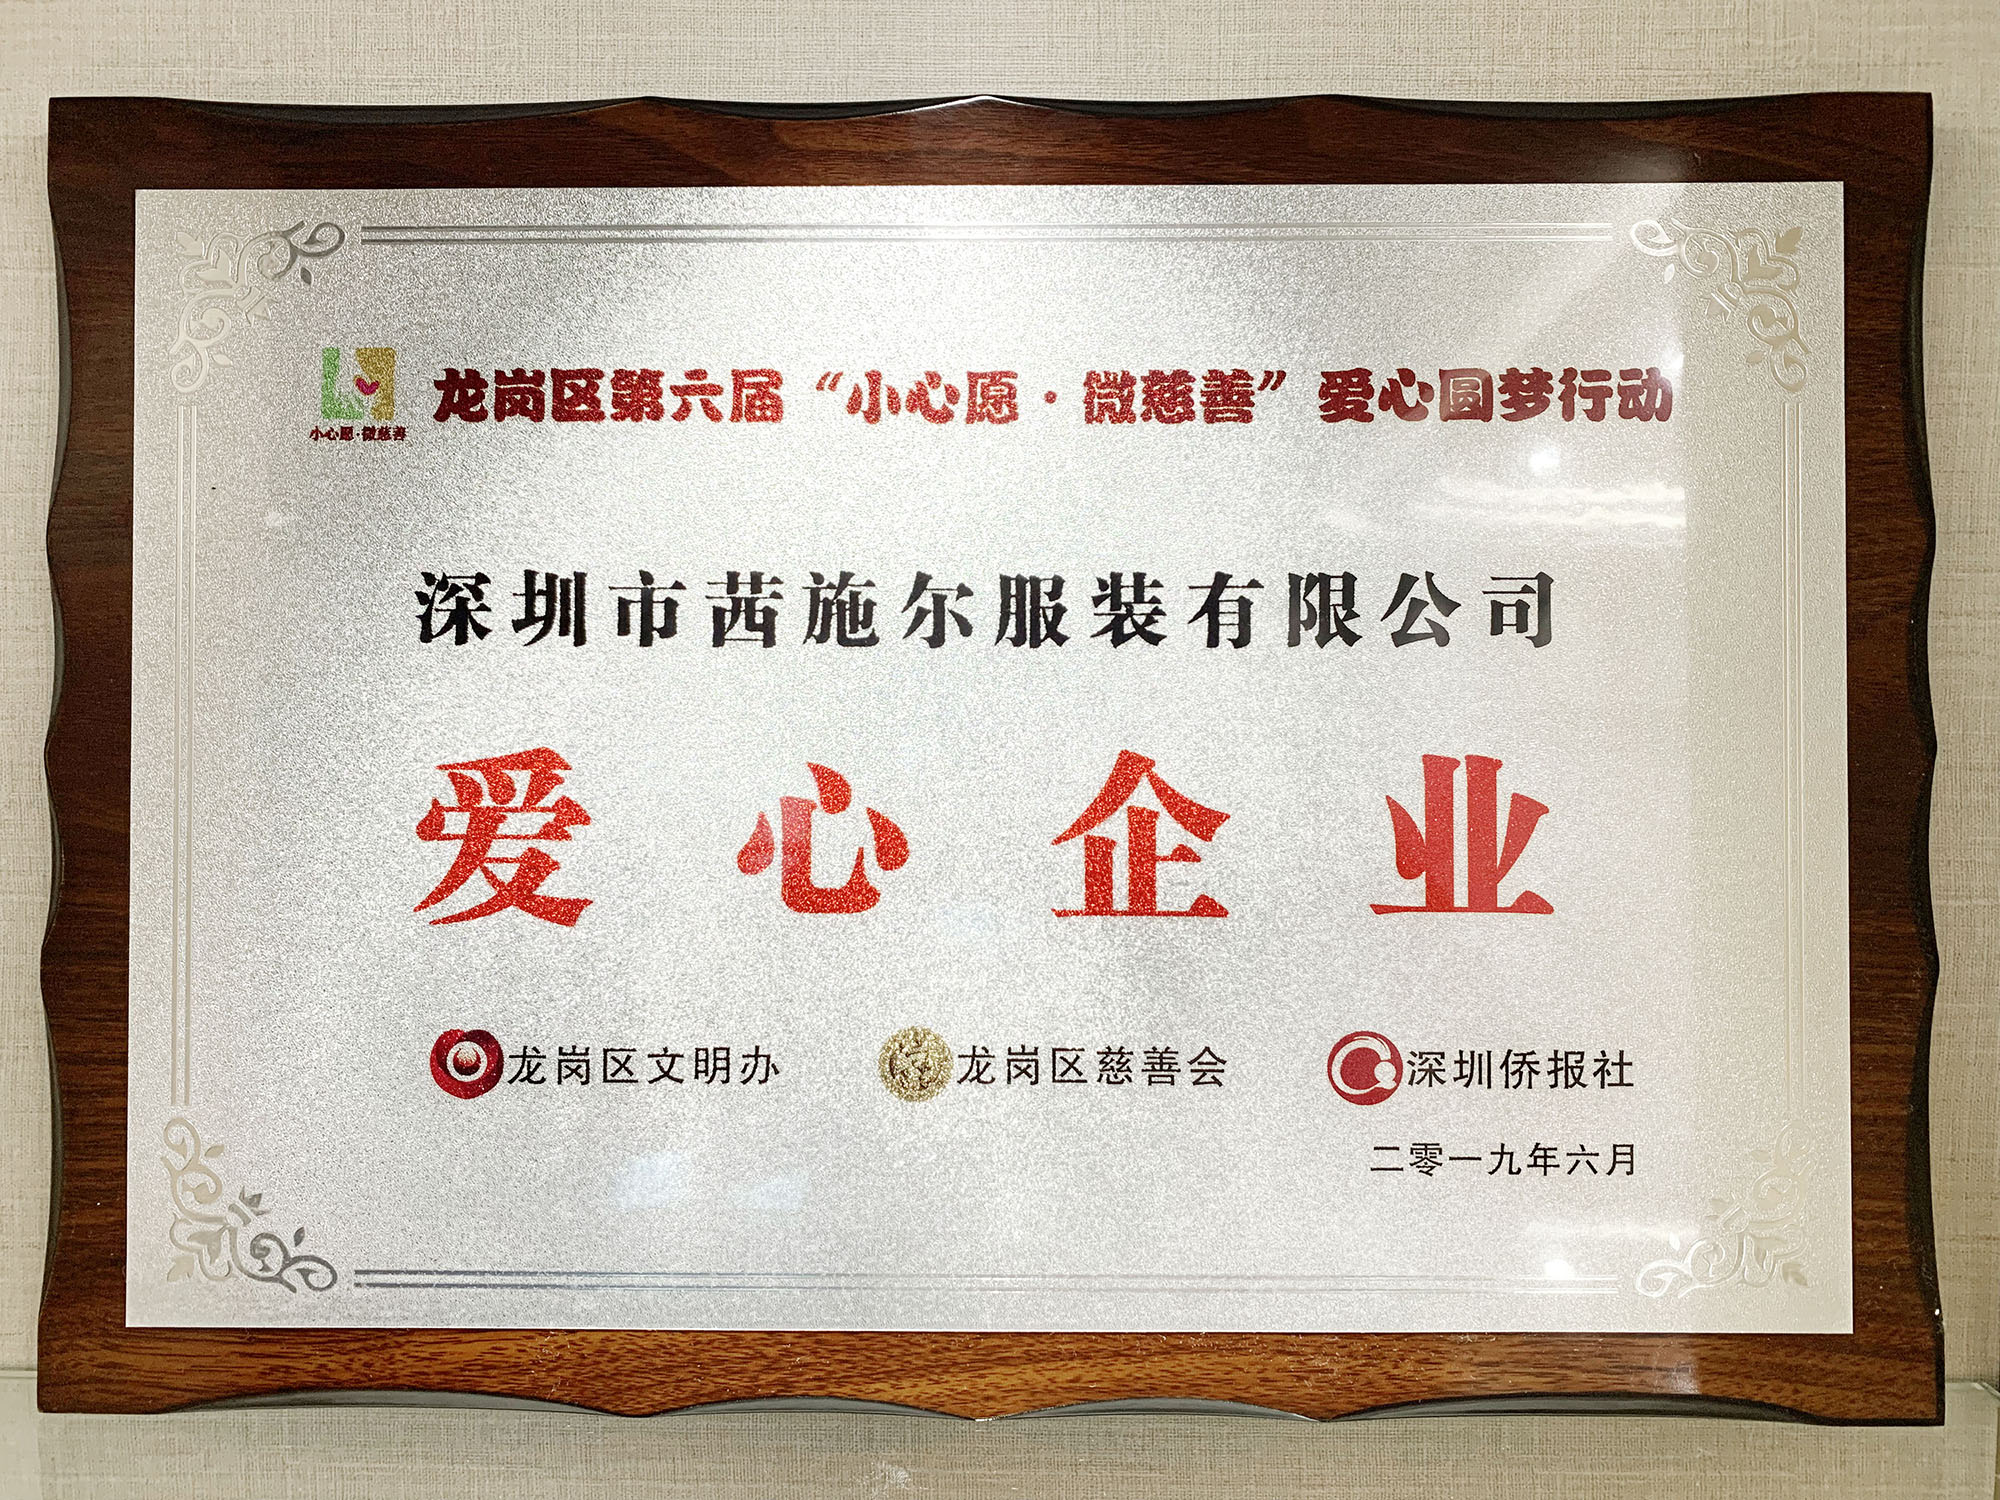 龙岗区第六届“小心愿·微慈善”爱心圆梦行动
小心愿·微慈善
深圳市茜施尔服装有限公司
爱心企业
龙岗区文明办 龙岗区慈善会 深圳侨报社
二零一九年六月